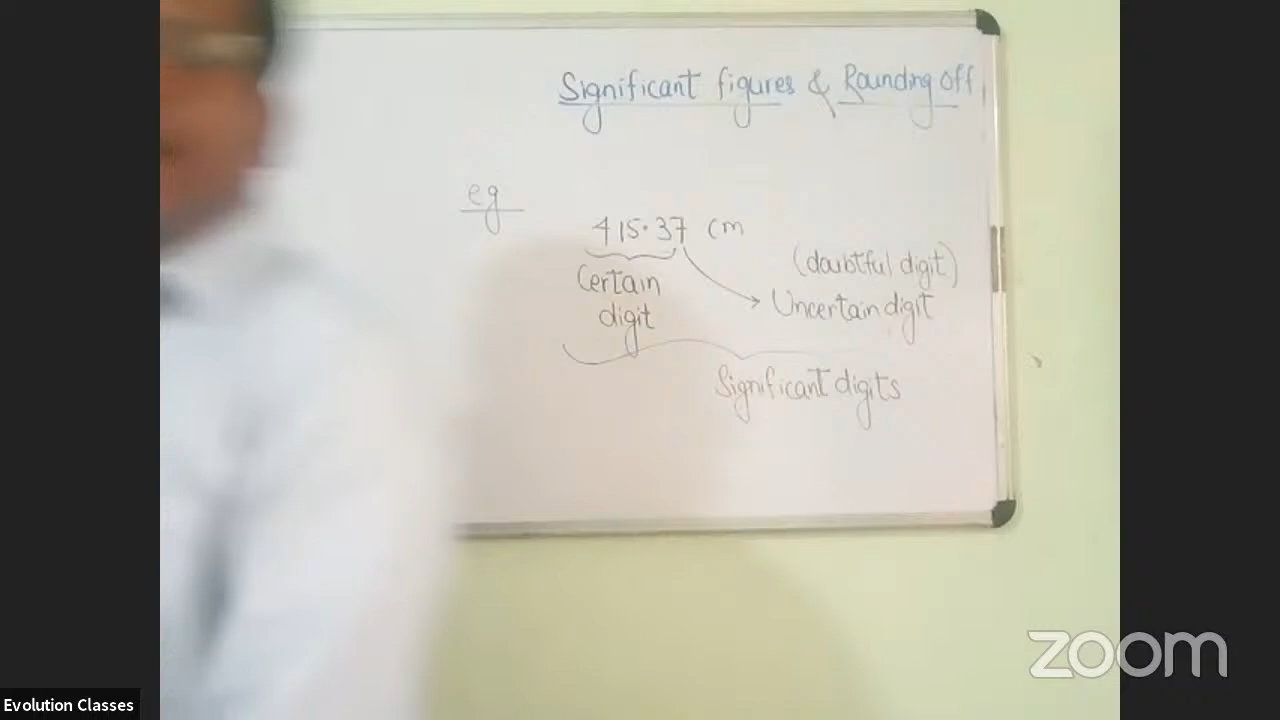 Significant figures & Rounding off
eg
415.37 cm
(doubtful digit)
Certain
digit
Uncertain digit
Significant digits
zoom
Evolution Classes